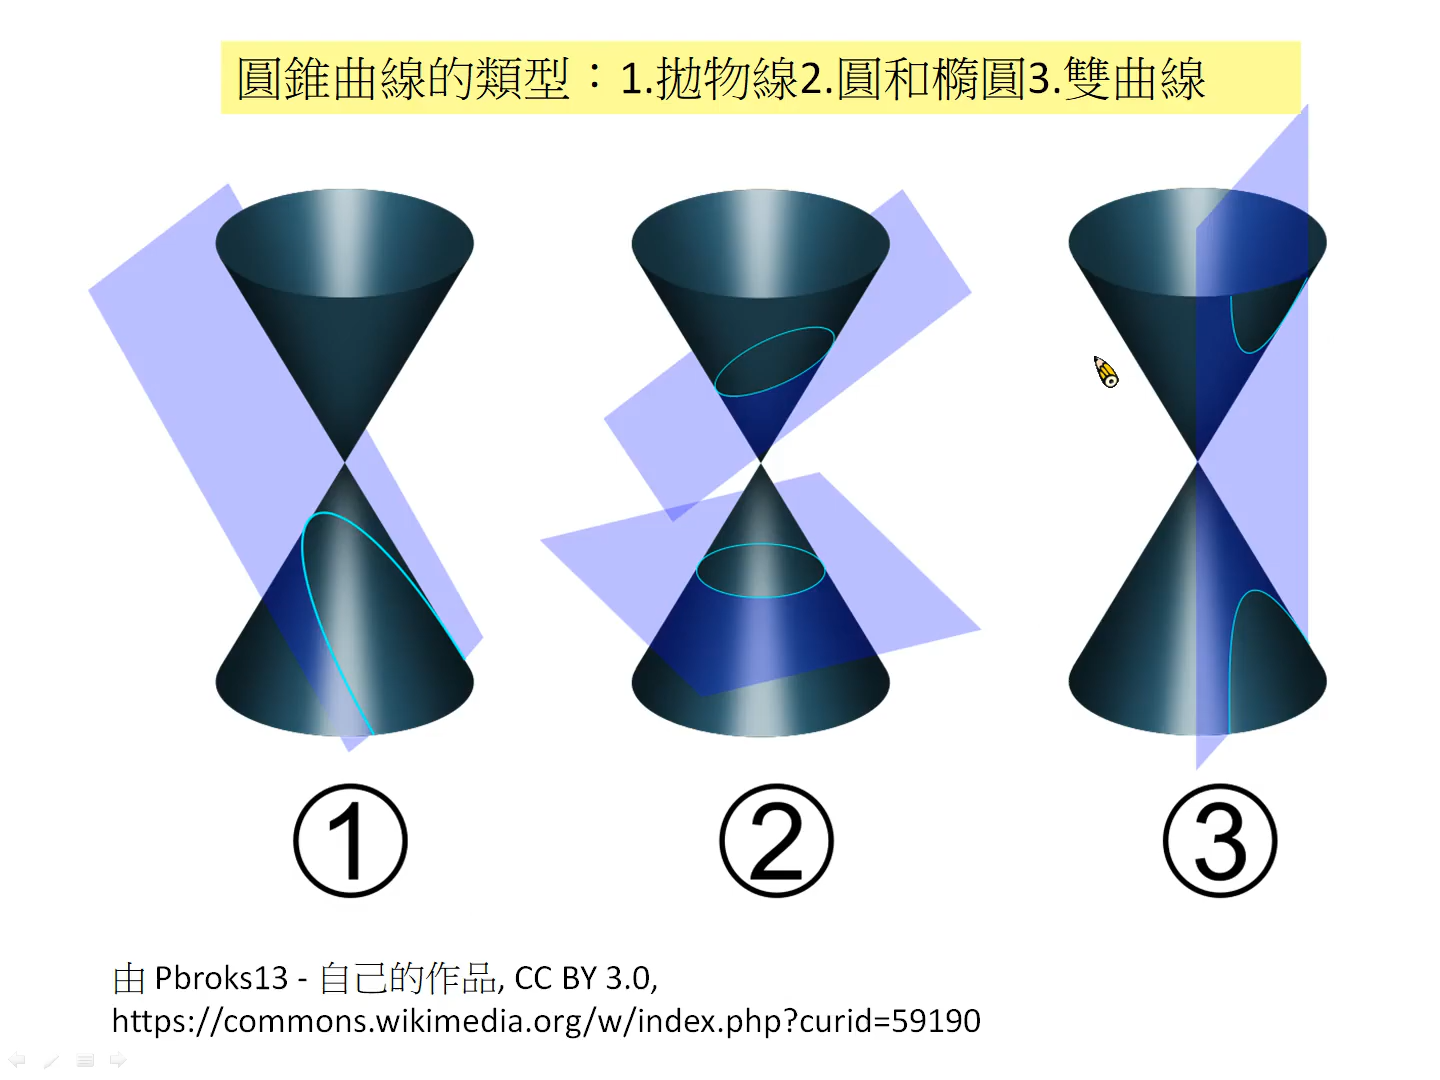 圓錐曲線的類型：1.拋物線2.圓和橢圓3.雙曲線
1
2
3
由 Pbroks13 - 自己的作品, CC BY 3.0,
https://commons.wikimedia.org/w/index.php?curid=59190